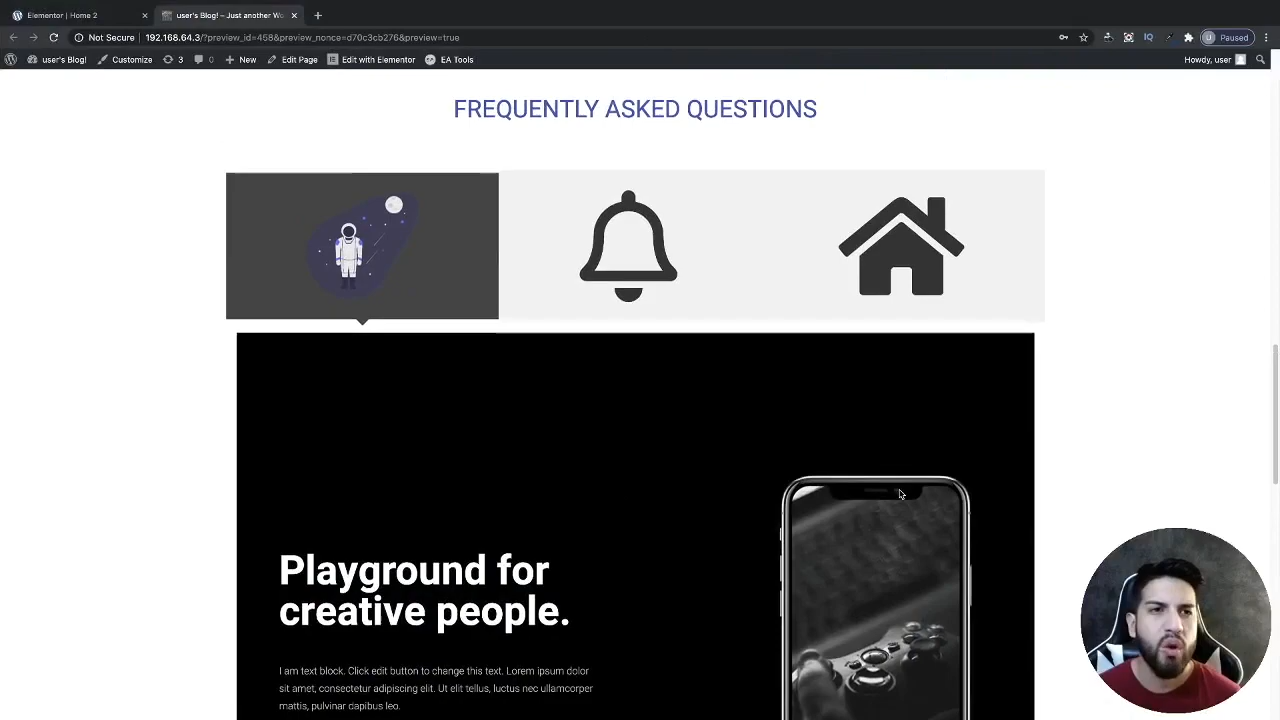 Elementor | Home 2
user's Blog! – Just another Wo
Not Secure | 192.168.64.3/?preview_id=458&preview_nonce=d70c3cb276&preview=true
IQ
U Paused
user's Blog! Customize 3 0 New Edit Page Edit with Elementor EA Tools Howdy, user
FREQUENTLY ASKED QUESTIONS
Playground for
creative people.
I am text block. Click edit button to change this text. Lorem ipsum dolor
sit amet, consectetur adipiscing elit. Ut elit tellus, luctus nec ullamcorper
mattis, pulvinar dapibus leo.